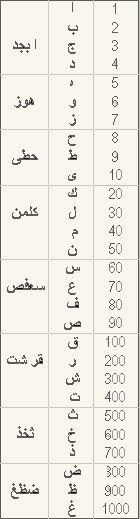 ا 1
ب 2
ابجد ج 3
د 4
ه 5
هوز و 6
ز 7
ح 8
حطى ط 9
ى 10
ك 20
كلمن ل 30
م 40
ن 50
س 60
سعفص ع 70
ف 80
ص 90
ق 100
قرشت ر 200
ش 300
ت 400
ث 500
ثخذ خ 600
ذ 700
ض 800
ضظغ ظ 900
غ 1000